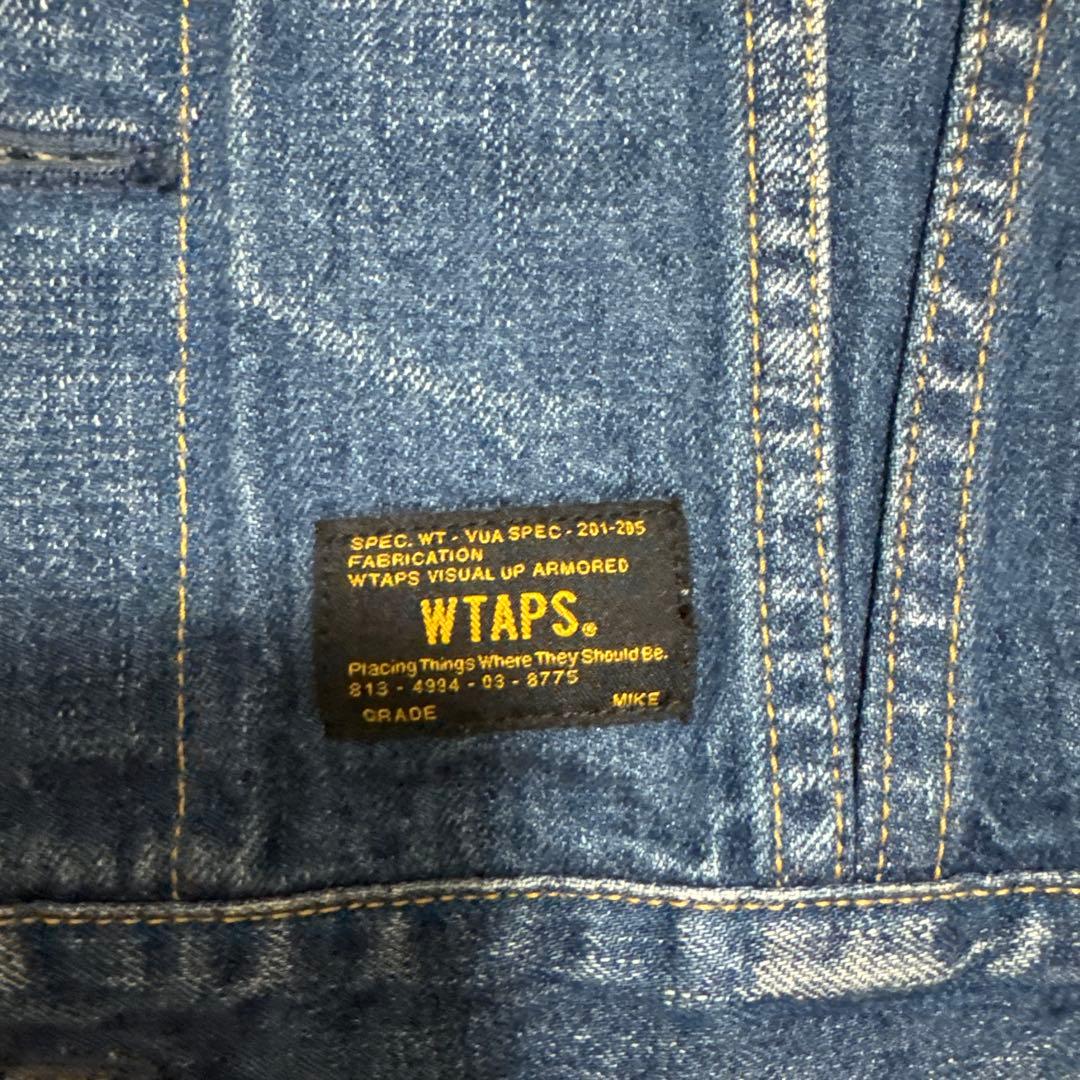 SPEC. WT - VUA SPEC - 201-205
FABRICATION
WTAPS VISUAL UP ARMORED
WTAPS®
Placing Things Where They Should Be.
813 - 4994 - 03 - 8775
GRADE MIKE